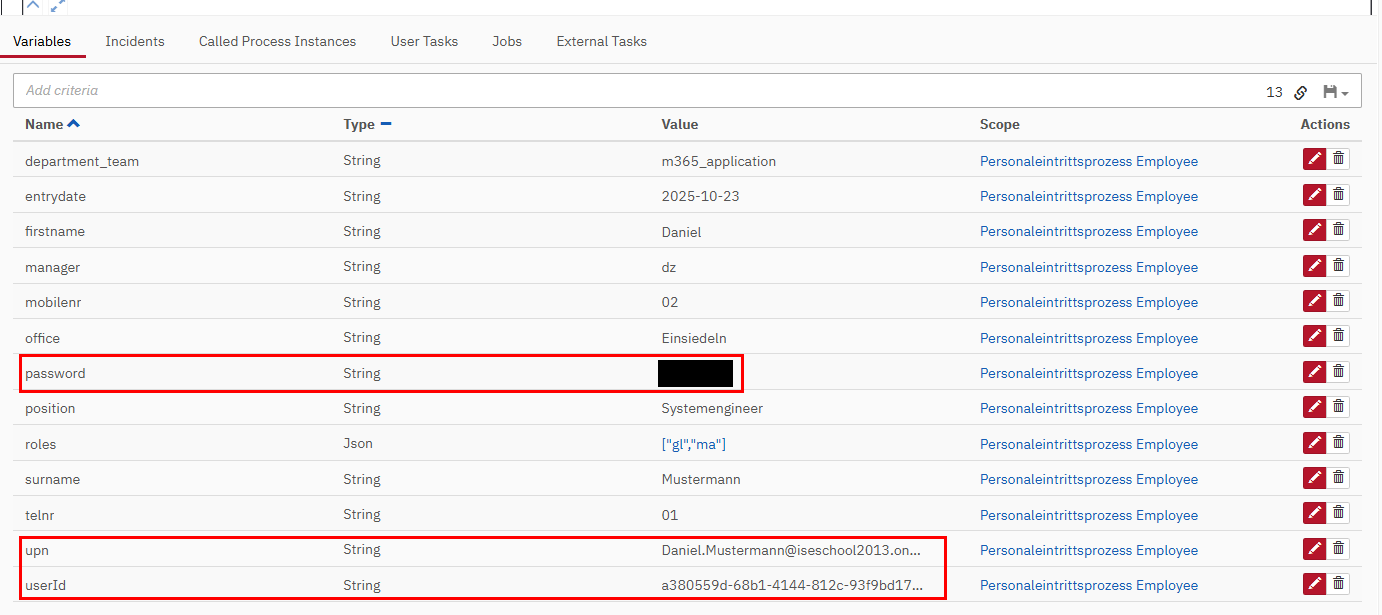 Variables Incidents Called Process Instances User Tasks Jobs External Tasks
Add criteria 13
Name Type Value Scope Actions
department_team String m365_application Personaleintrittsprozess Employee
entrydate String 2025-10-23 Personaleintrittsprozess Employee
firstname String Daniel Personaleintrittsprozess Employee
manager String dz Personaleintrittsprozess Employee
mobilenr String 02 Personaleintrittsprozess Employee
office String Einsiedeln Personaleintrittsprozess Employee
password String Personaleintrittsprozess Employee
position String Systemengineer Personaleintrittsprozess Employee
roles Json ["gl","ma"] Personaleintrittsprozess Employee
surname String Mustermann Personaleintrittsprozess Employee
telnr String 01 Personaleintrittsprozess Employee
upn String Daniel.Mustermann@iseschool2013.on... Personaleintrittsprozess Employee
userId String a380559d-68b1-4144-812c-93f9bd17... Personaleintrittsprozess Employee